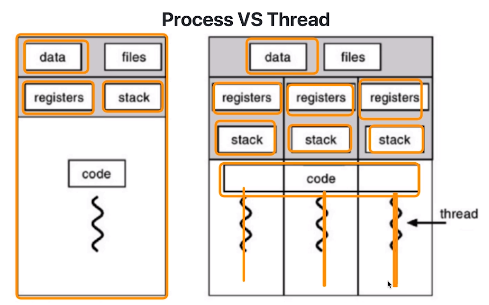 Process VS Thread
data files data files
registers stack registers registers registers
stack stack stack
code code
thread